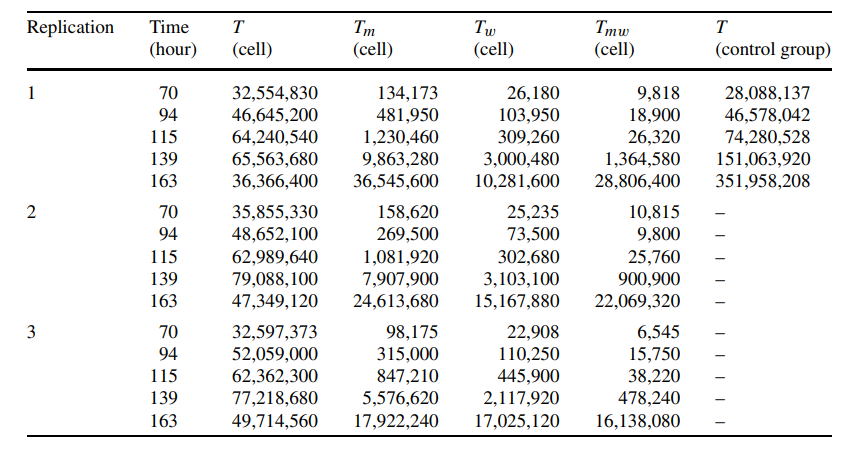 Replication Time T Tm Tw Tmw T
(hour) (cell) (cell) (cell) (cell) (control group)
1 70 32,554,830 134,173 26,180 9,818 28,088,137
94 46,645,200 481,950 103,950 18,900 46,578,042
115 64,240,540 1,230,460 309,260 26,320 74,280,528
139 65,563,680 9,863,280 3,000,480 1,364,580 151,063,920
163 36,366,400 36,545,600 10,281,600 28,806,400 351,958,208
2 70 35,855,330 158,620 25,235 10,815 –
94 48,652,100 269,500 73,500 9,800 –
115 62,989,640 1,081,920 302,680 25,760 –
139 79,088,100 7,907,900 3,103,100 900,900 –
163 47,349,120 24,613,680 15,167,880 22,069,320 –
3 70 32,597,373 98,175 22,908 6,545 –
94 52,059,000 315,000 110,250 15,750 –
115 62,362,300 847,210 445,900 38,220 –
139 77,218,680 5,576,620 2,117,920 478,240 –
163 49,714,560 17,922,240 17,025,120 16,138,080 –